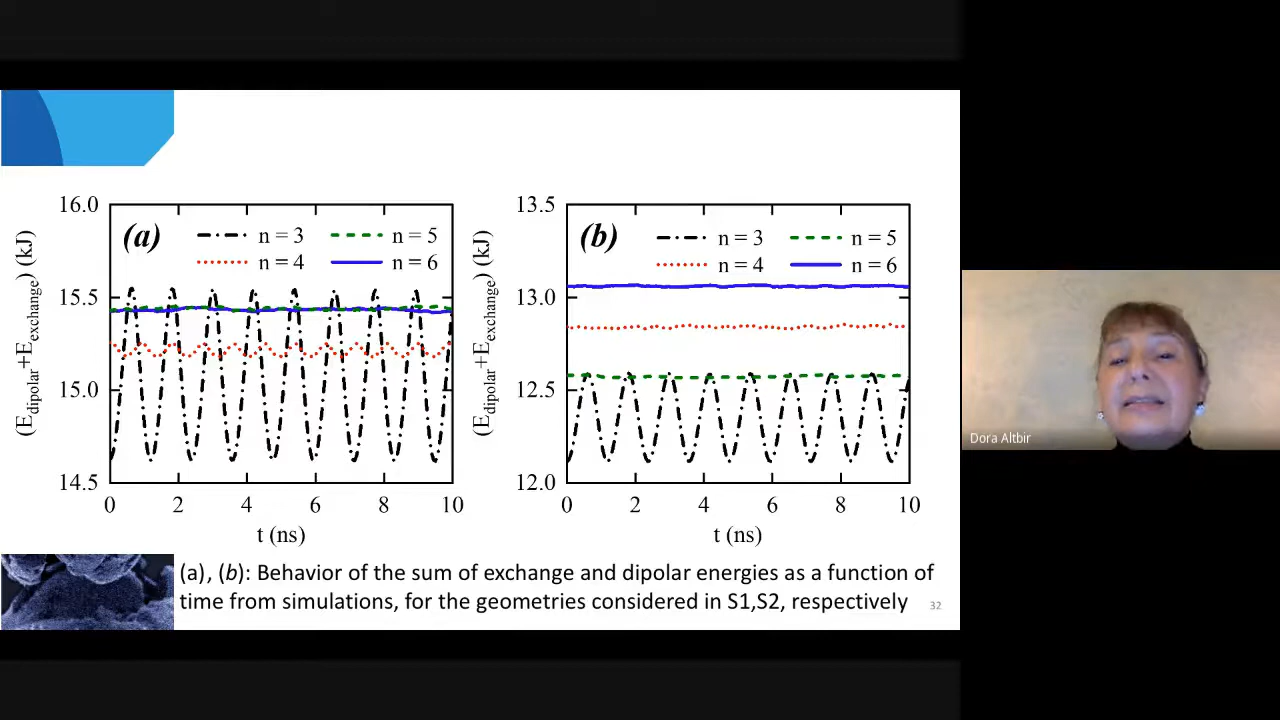 16.0
15.5
15.0
14.5
(E_dipolar+E_exchange) (kJ)
(a)
n = 3
n = 5
n = 4
n = 6
0 2 4 6 8 10
t (ns)
13.5
13.0
12.5
12.0
(E_dipolar+E_exchange) (kJ)
(b)
n = 3
n = 5
n = 4
n = 6
0 2 4 6 8 10
t (ns)
(a), (b): Behavior of the sum of exchange and dipolar energies as a function of
time from simulations, for the geometries considered in S1,S2, respectively
32
Dora Altbir